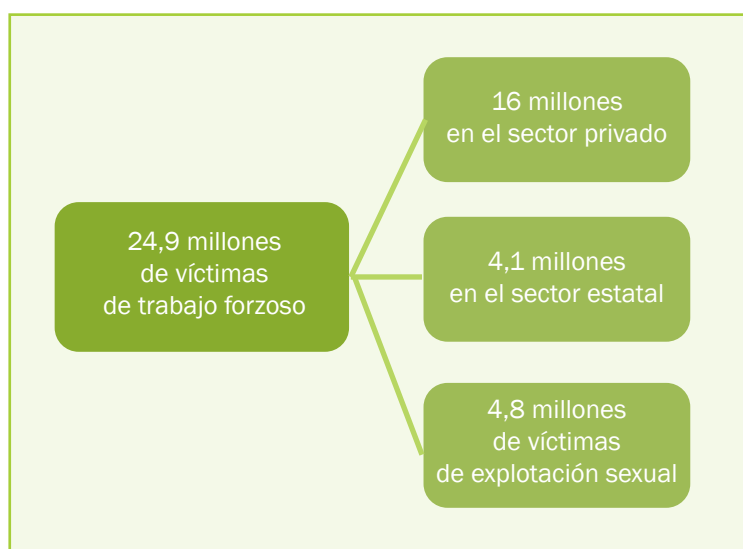 24,9 millones
de víctimas
de trabajo forzoso
16 millones
en el sector privado
4,1 millones
en el sector estatal
4,8 millones
de víctimas
de explotación sexual